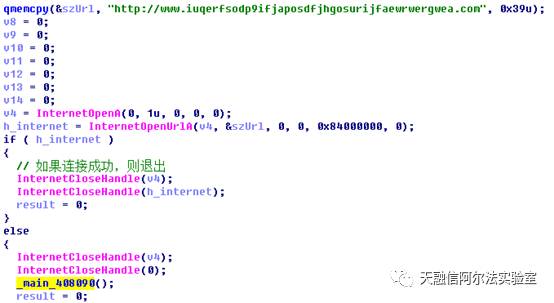 qmemcpy(&szUrl, "http://www.iuqerfsodp9ifjaposdfjhgosurijfaewrwergwea.com", 0x39u);
v8 = 0;
v9 = 0;
v10 = 0;
v11 = 0;
v12 = 0;
v13 = 0;
v14 = 0;
v4 = InternetOpenA(0, 1u, 0, 0, 0);
h_internet = InternetOpenUrlA(v4, &szUrl, 0, 0, 0x84000000, 0);
if ( h_internet )
{
// 如果连接成功，则退出
InternetCloseHandle(v4);
InternetCloseHandle(h_internet);
result = 0;
}
else
{
InternetCloseHandle(v4);
InternetCloseHandle(0);
_main_408090();
result = 0;
天融信阿尔法实验室